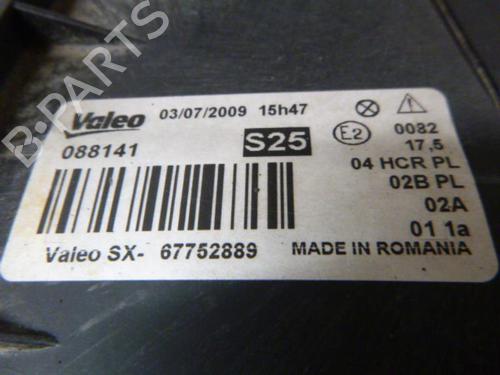 B-PARTS
Valeo 03/07/2009 15h47
088141 S25
E2 0082
17,5
04 HCR PL
02B PL
02A
01 1a
Valeo SX- 67752889 MADE IN ROMANIA